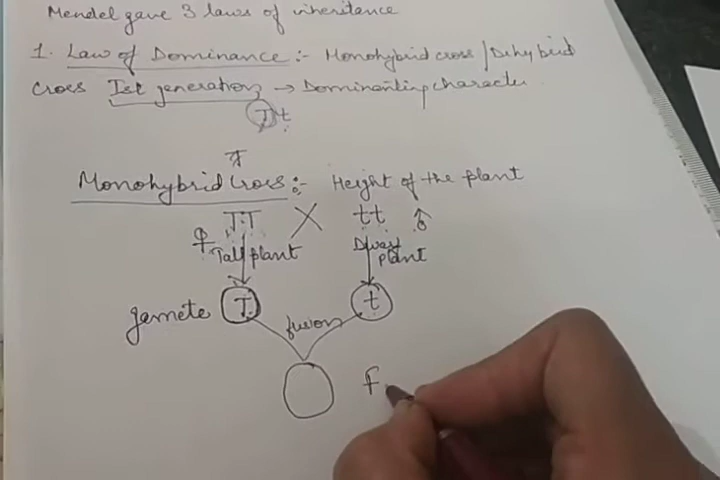 Mendel gave 3 laws of inheritance
1. Law of Dominance :- Monohybrid cross / Dihybrid
cross Ist generation → Dominanting character
Tt
Monohybrid Cross :- Height of the plant
TT X tt
♀ ♂
Tall plant Dwarf plant
gamete T t
fusion
F